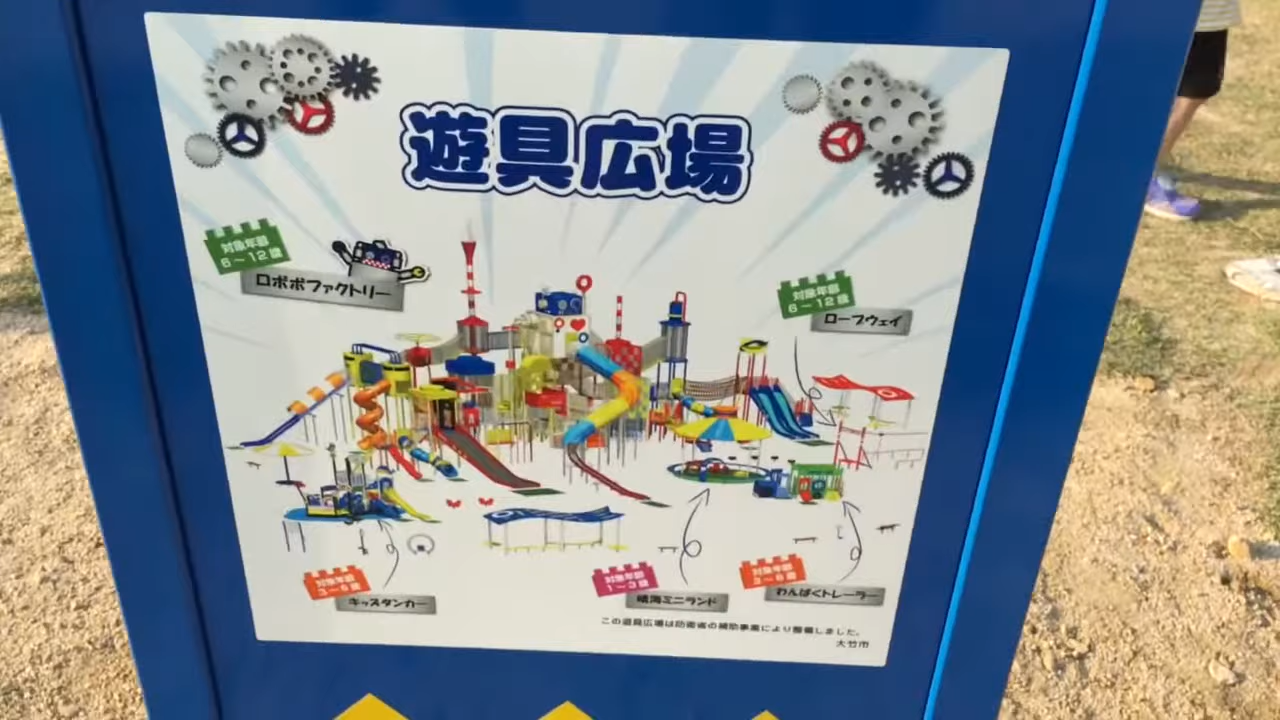 遊具広場
対象年齢
6～12歳
ロボボファクトリー
対象年齢
6～12歳
ロープウェイ
対象年齢
3～6歳
キッズタンカー
対象年齢
1～3歳
晴海ミニランド
対象年齢
3～6歳
わんぱくトレーラー
この遊具広場は防衛省の補助事業により整備しました。
大竹市